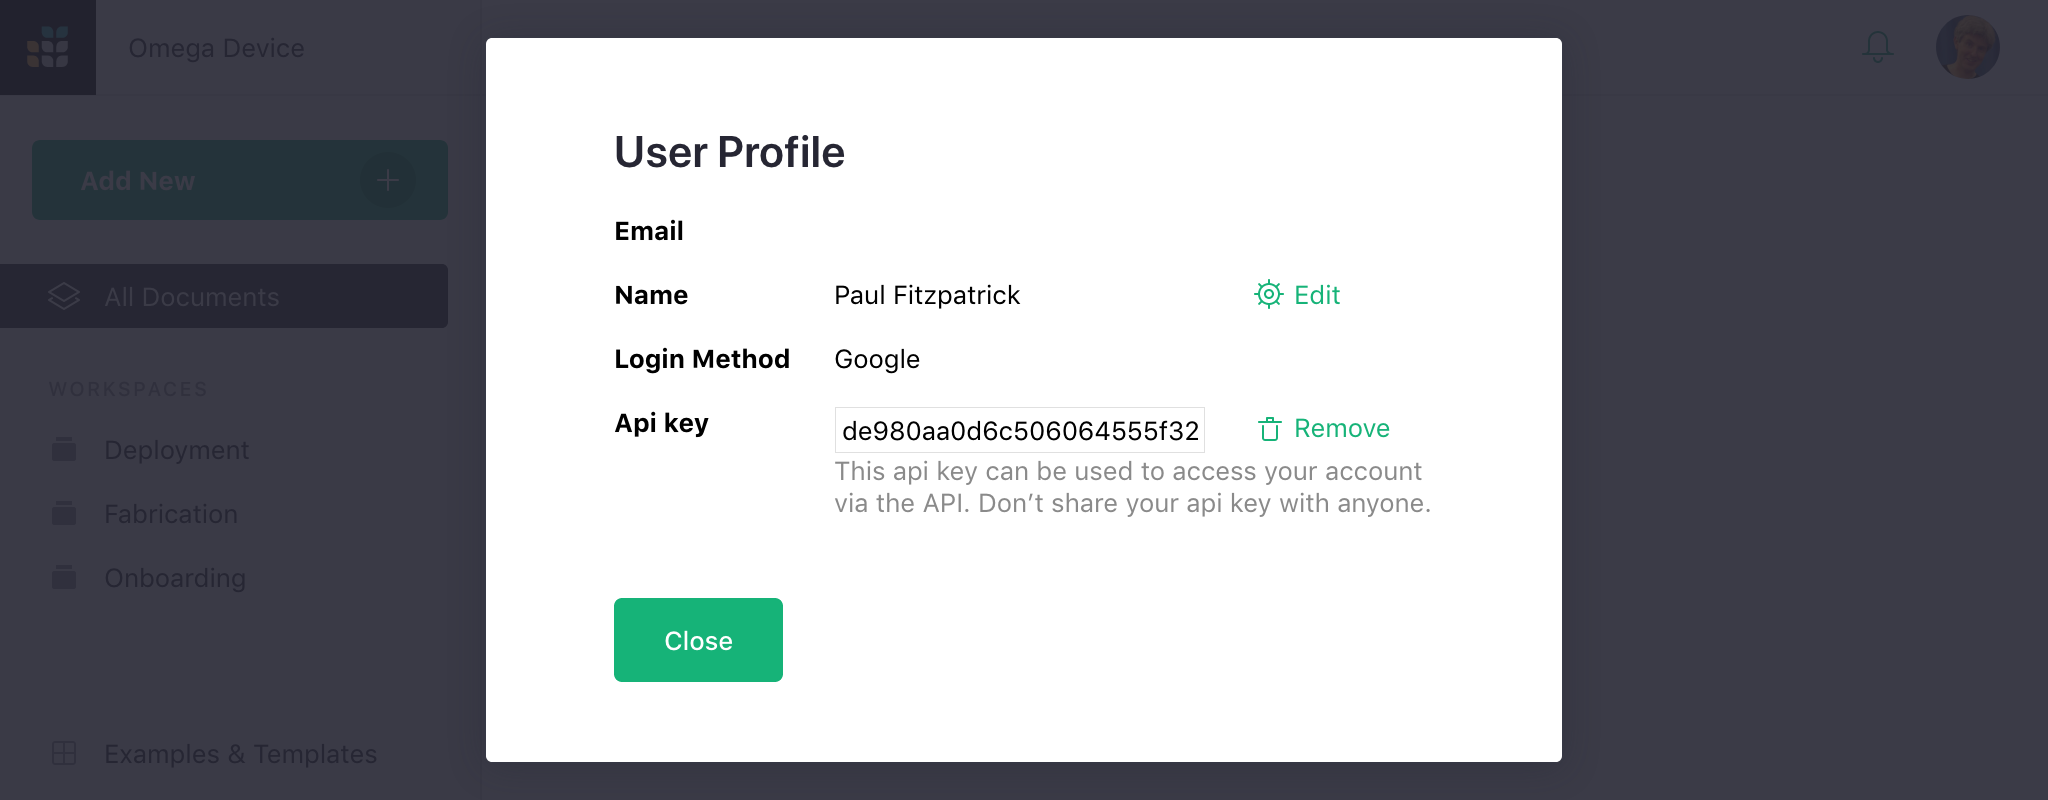 Omega Device
Add New
All Documents
WORKSPACES
Deployment
Fabrication
Onboarding
Examples & Templates
User Profile
Email
Name Paul Fitzpatrick Edit
Login Method Google
Api key de980aa0d6c506064555f32 Remove
This api key can be used to access your account
via the API. Don’t share your api key with anyone.
Close